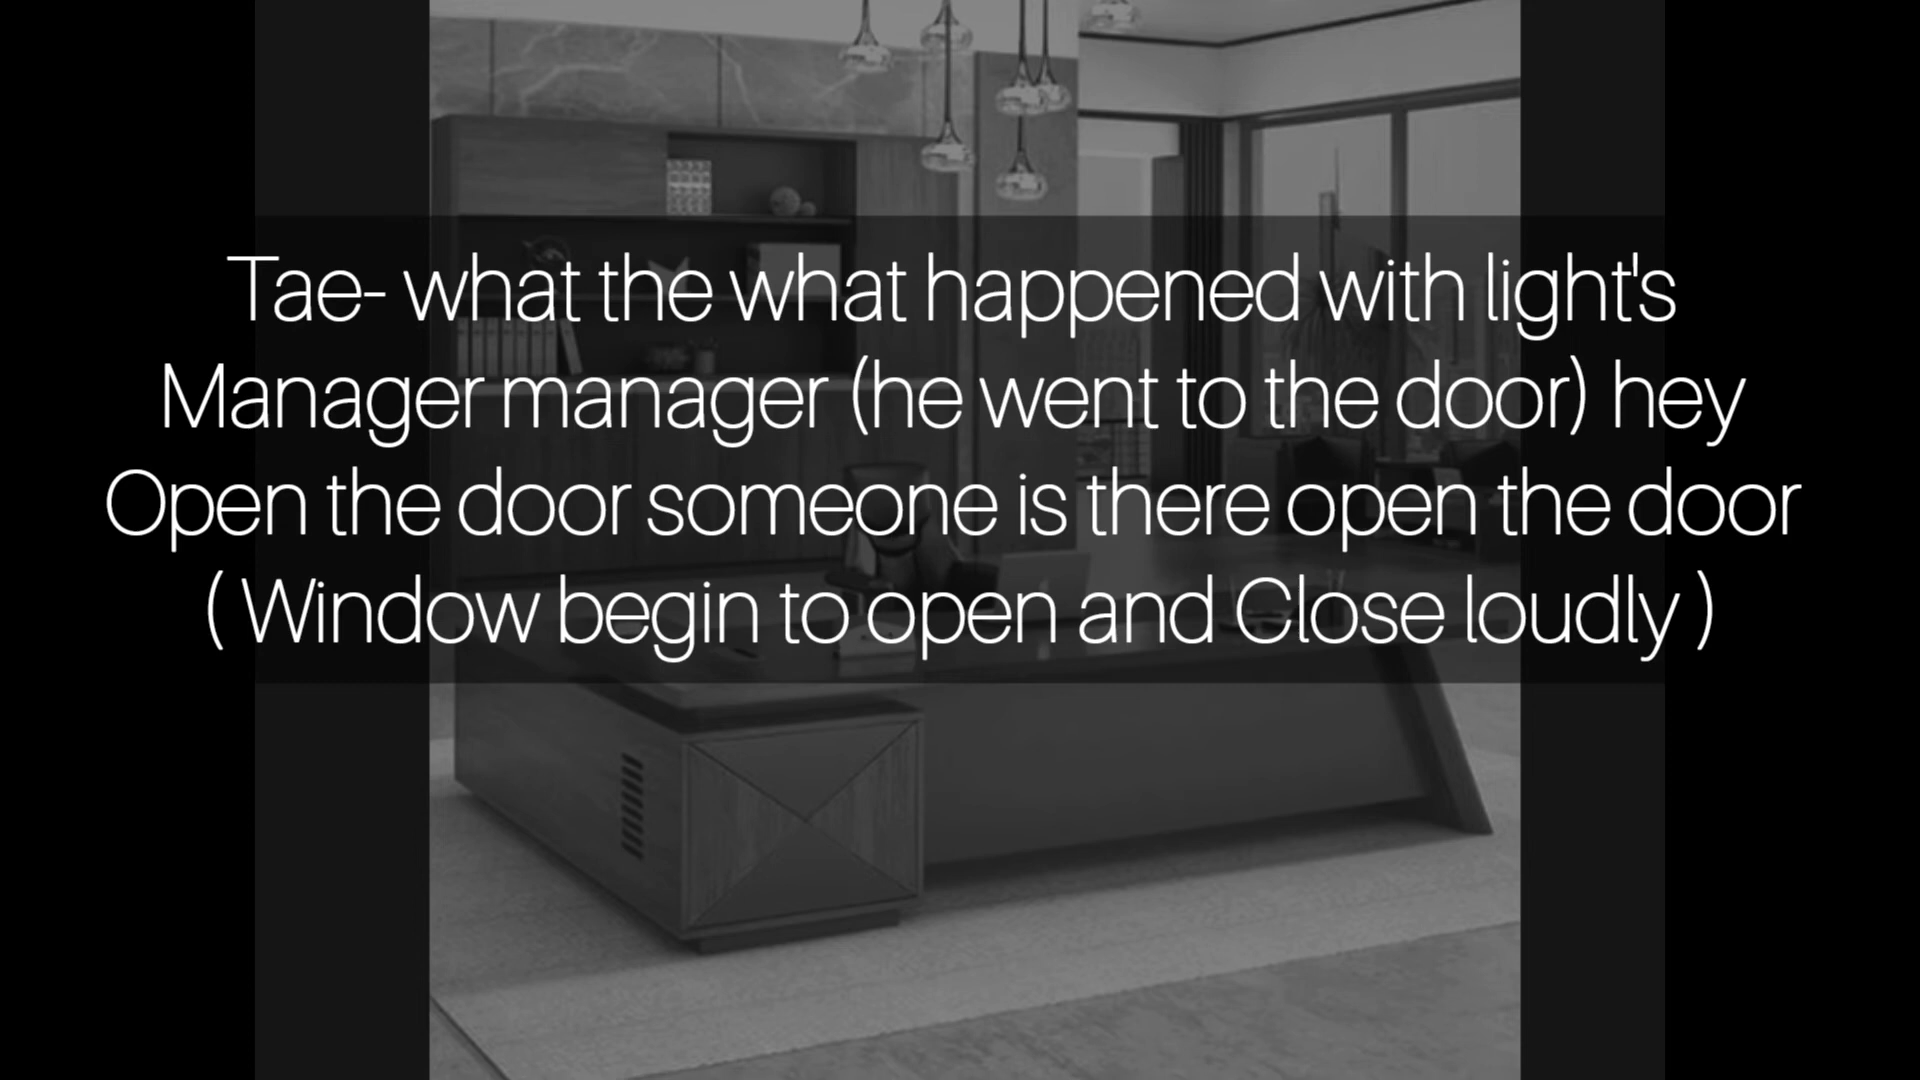 Tae- what the what happened with light's
Manager manager (he went to the door) hey
Open the door someone is there open the door
( Window begin to open and Close loudly )